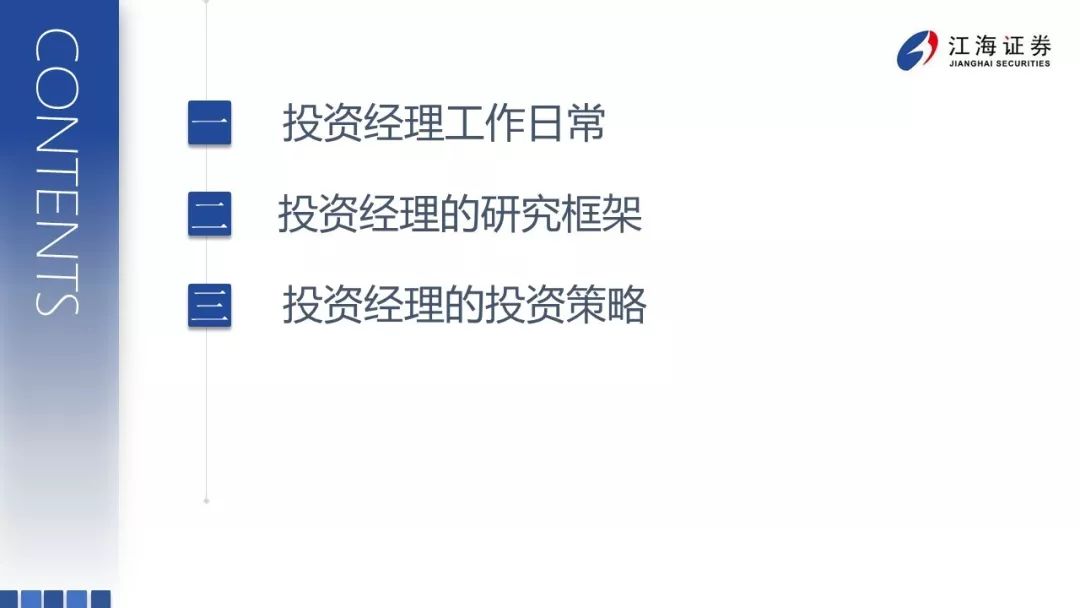 CONTENTS
江海证券
JIANGHAI SECURITIES
一 投资经理工作日常
二 投资经理的研究框架
三 投资经理的投资策略